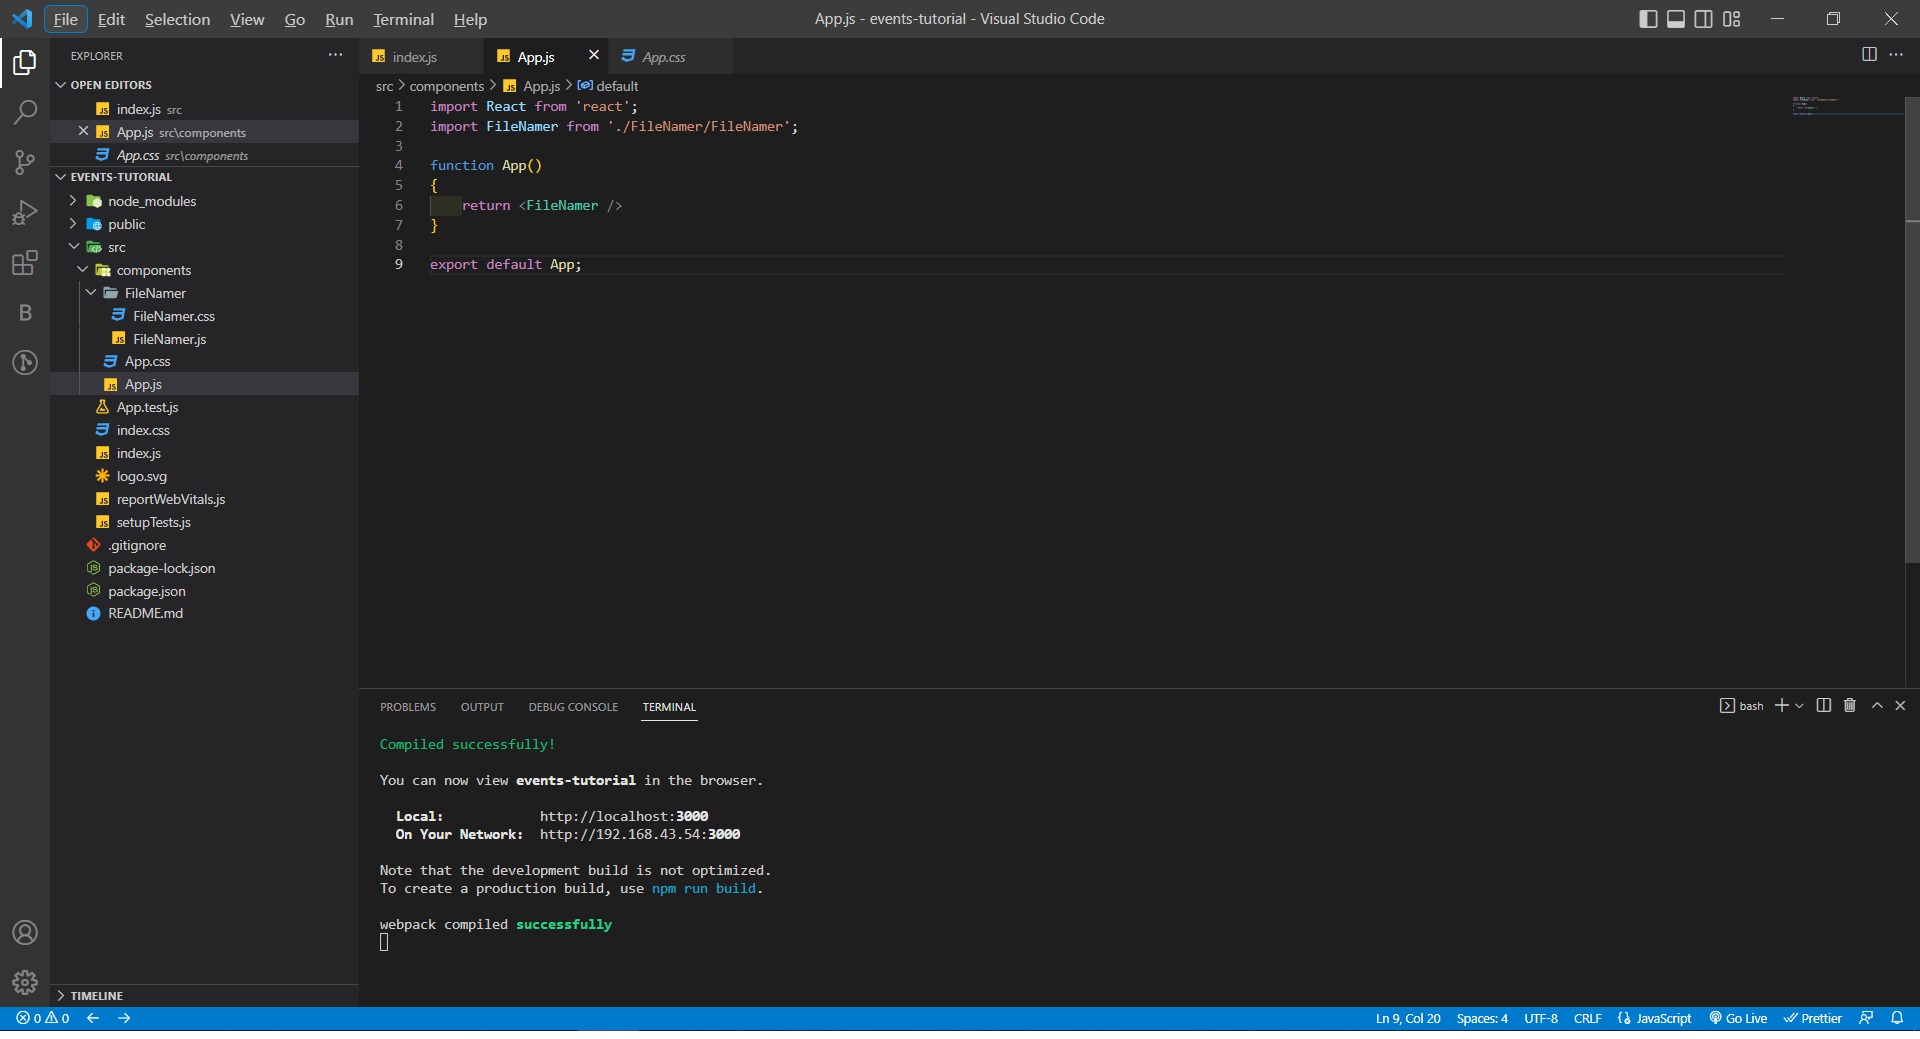 File Edit Selection View Go Run Terminal Help
App.js - events-tutorial - Visual Studio Code
EXPLORER
OPEN EDITORS
index.js src
App.js src\components
App.css src\components
EVENTS-TUTORIAL
node_modules
public
src
components
FileNamer
FileNamer.css
FileNamer.js
App.css
App.js
App.test.js
index.css
index.js
logo.svg
reportWebVitals.js
setupTests.js
.gitignore
package-lock.json
package.json
README.md
TIMELINE
index.js App.js App.css
src components App.js default
1 import React from 'react';
2 import FileNamer from './FileNamer/FileNamer';
3
4 function App()
5 {
6 return <FileNamer />
7 }
8
9 export default App;
PROBLEMS OUTPUT DEBUG CONSOLE TERMINAL
bash
Compiled successfully!
You can now view events-tutorial in the browser.
Local: http://localhost:3000
On Your Network: http://192.168.43.54:3000
Note that the development build is not optimized.
To create a production build, use npm run build.
webpack compiled successfully
0 0
Ln 9, Col 20 Spaces: 4 UTF-8 CRLF JavaScript Go Live Prettier